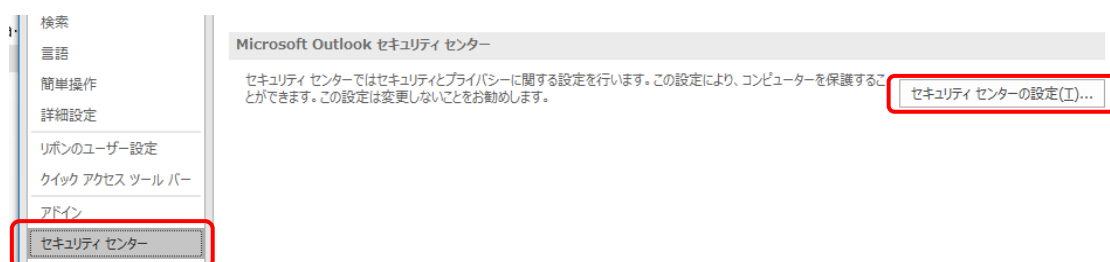 検索
言語
簡単操作
詳細設定
リボンのユーザー設定
クイック アクセス ツール バー
アドイン
セキュリティ センター
Microsoft Outlook セキュリティ センター
セキュリティ センターではセキュリティとプライバシーに関する設定を行います。この設定により、コンピューターを保護するこ
とができます。この設定は変更しないことをお勧めします。
セキュリティ センターの設定(T)...